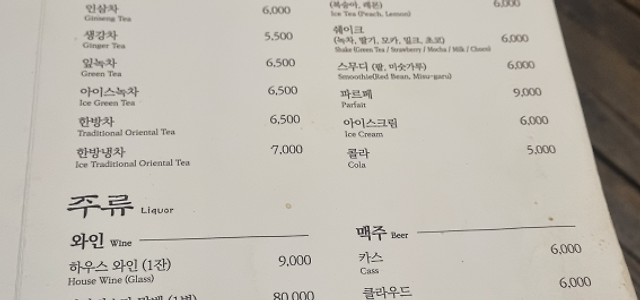 인삼차 6,000
Ginseng Tea
생강차 5,500
Ginger Tea
잎녹차 6,500
Green Tea
아이스녹차 6,500
Ice Green Tea
한방차 6,500
Traditional Oriental Tea
한방냉차 7,000
Ice Traditional Oriental Tea
(복숭아, 레몬) 6,000
Ice Tea (Peach, Lemon)
쉐이크
(녹차, 딸기, 모카, 밀크, 초코) 6,000
Shake (Green Tea / Strawberry / Mocha / Milk / Choco)
스무디 (팥, 미숫가루) 6,000
Smoothie(Red Bean, Misu-garu)
파르페 9,000
Parfait
아이스크림 6,000
Ice Cream
콜라 5,000
Cola
주류 Liquor
와인 Wine
하우스 와인 (1잔) 9,000
House Wine (Glass)
80,000
맥주 Beer
카스 6,000
Cass
클라우드 6,000